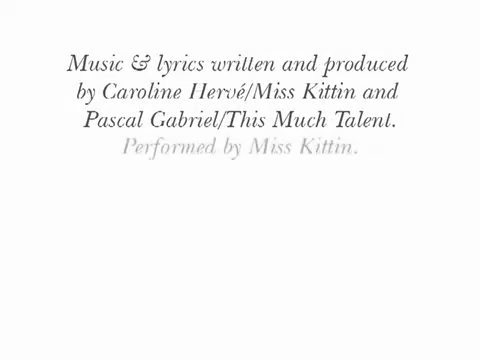 Music & lyrics written and produced
by Caroline Hervé/Miss Kittin and
Pascal Gabriel/This Much Talent.
Performed by Miss Kittin.